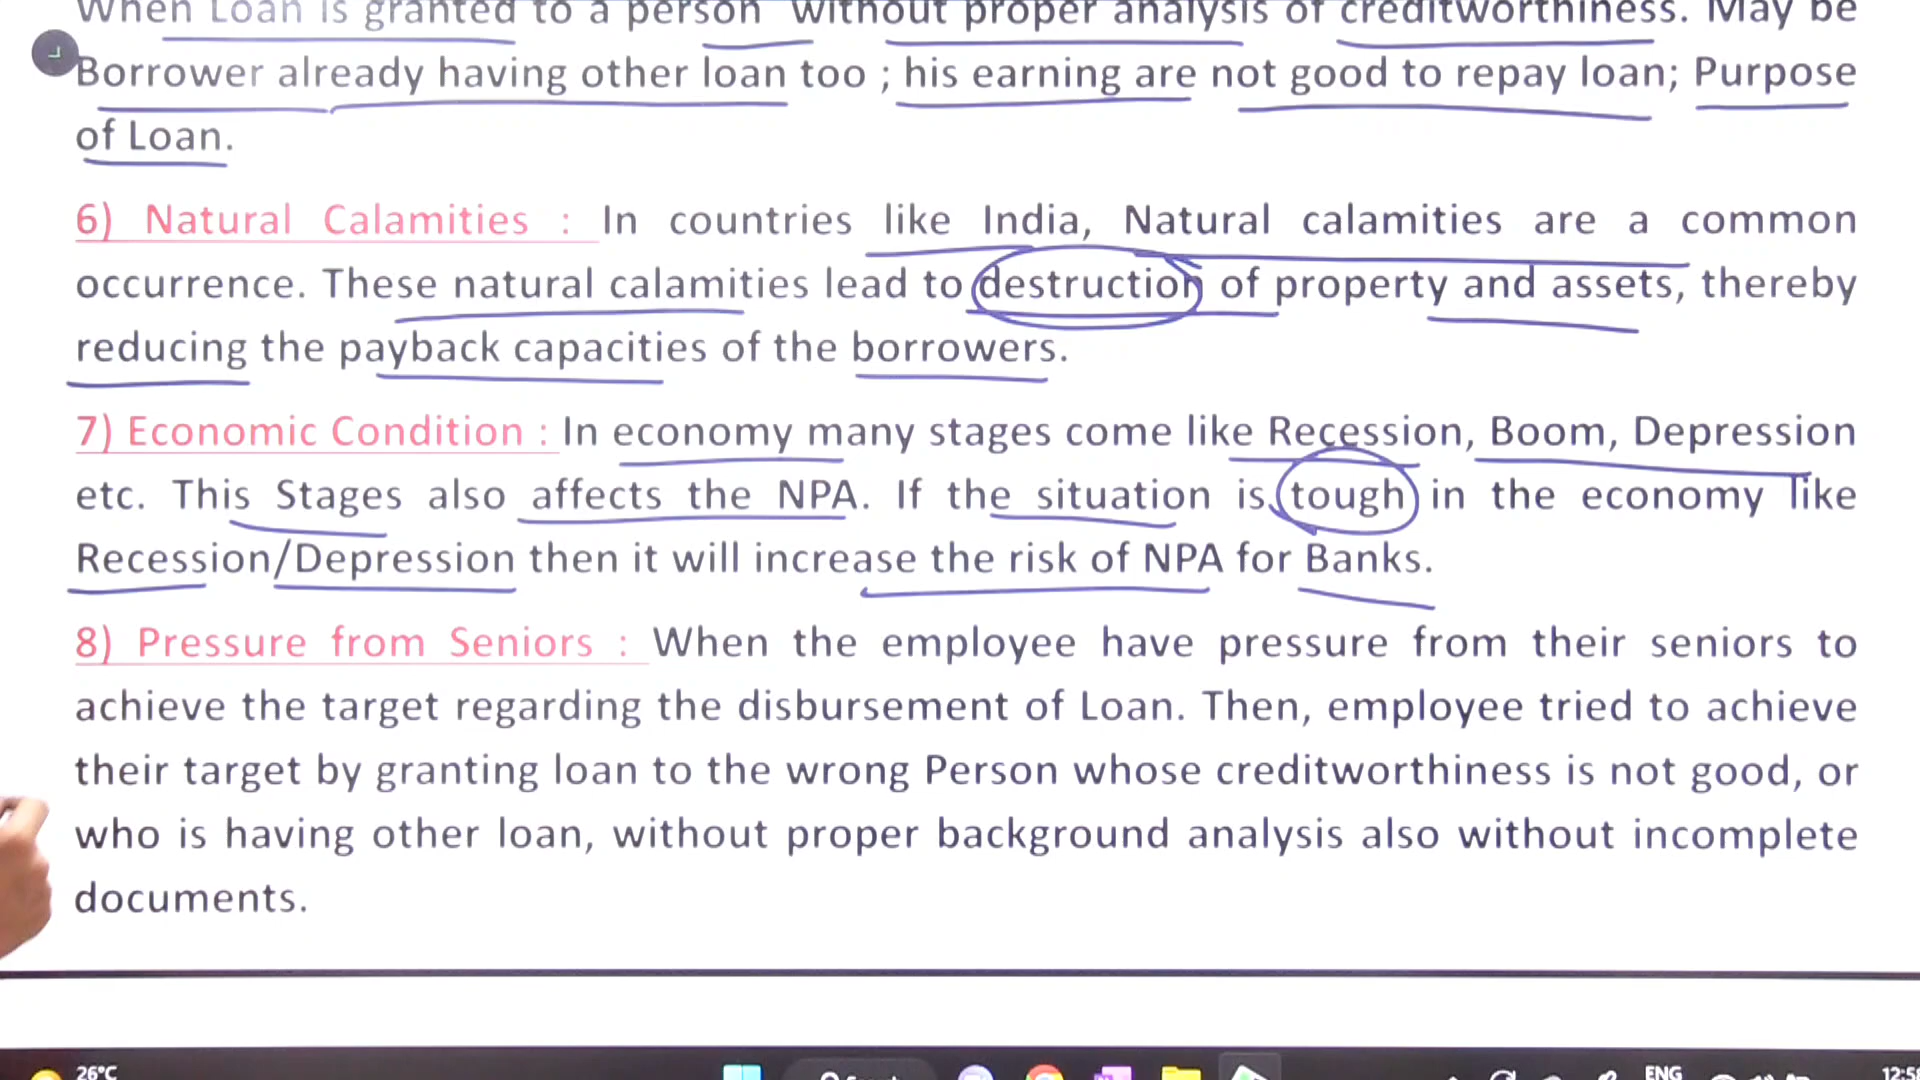 When Loan is granted to a person without proper analysis of creditworthiness. May be
Borrower already having other loan too ; his earning are not good to repay loan; Purpose
of Loan.
6) Natural Calamities : In countries like India, Natural calamities are a common
occurrence. These natural calamities lead to destruction of property and assets, thereby
reducing the payback capacities of the borrowers.
7) Economic Condition : In economy many stages come like Recession, Boom, Depression
etc. This Stages also affects the NPA. If the situation is tough in the economy like
Recession/Depression then it will increase the risk of NPA for Banks.
8) Pressure from Seniors : When the employee have pressure from their seniors to
achieve the target regarding the disbursement of Loan. Then, employee tried to achieve
their target by granting loan to the wrong Person whose creditworthiness is not good, or
who is having other loan, without proper background analysis also without incomplete
documents.
26°C
ENG